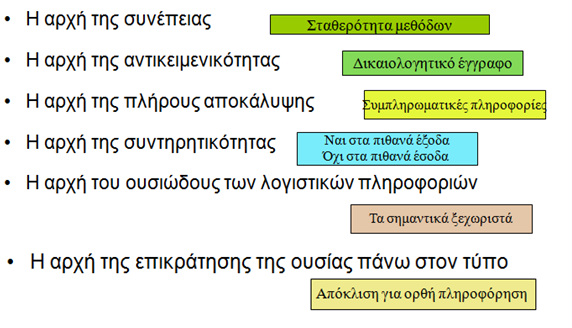 • Η αρχή της συνέπειας
Σταθερότητα μεθόδων
• Η αρχή της αντικειμενικότητας
Δικαιολογητικό έγγραφο
• Η αρχή της πλήρους αποκάλυψης
Συμπληρωματικές πληροφορίες
• Η αρχή της συντηρητικότητας
Ναι στα πιθανά έξοδα
Όχι στα πιθανά έσοδα
• Η αρχή του ουσιώδους των λογιστικών πληροφοριών
Τα σημαντικά ξεχωριστά
• Η αρχή της επικράτησης της ουσίας πάνω στον τύπο
Απόκλιση για ορθή πληροφόρηση